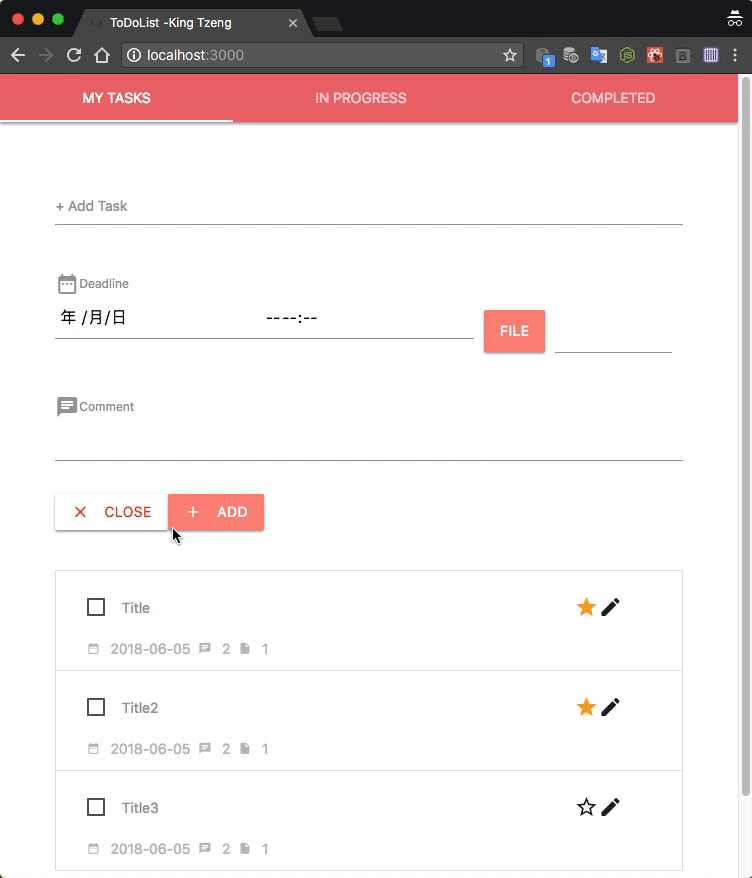 ToDoList -King Tzeng
localhost:3000
1
MY TASKS IN PROGRESS COMPLETED
+ Add Task
Deadline
年 /月/日 -- --:--
FILE
Comment
CLOSE ADD
Title
2018-06-05 2 1
Title2
2018-06-05 2 1
Title3
2018-06-05 2 1